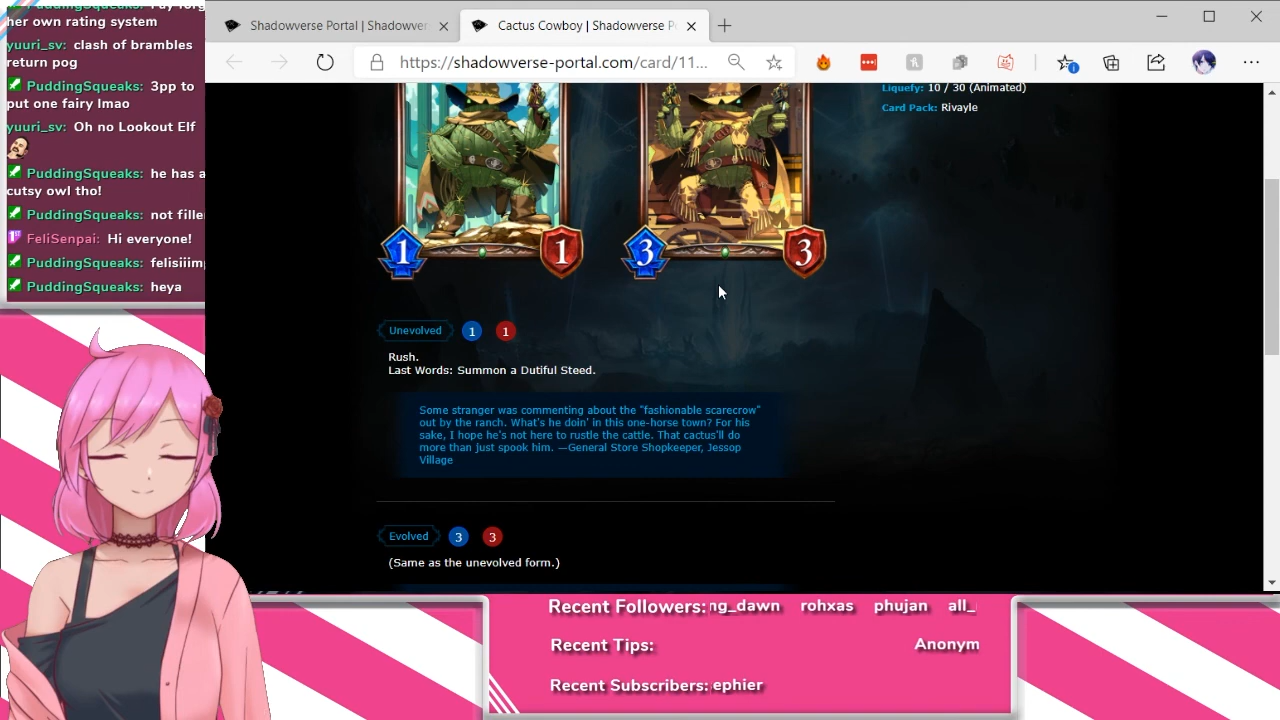 her own rating system
yuuri_sv: clash of brambles
return pog
PuddingSqueaks: 3pp to
put one fairy lmao
yuuri_sv: Oh no Lookout Elf
PuddingSqueaks: he has a
cutsy owl tho!
PuddingSqueaks: not fille
FeliSenpai: Hi everyone!
PuddingSqueaks: felisiiim
PuddingSqueaks: heya
Shadowverse Portal | Shadowver
Cactus Cowboy | Shadowverse P
https://shadowverse-portal.com/card/11...
Liquefy: 10 / 30 (Animated)
Card Pack: Rivayle
1 1 3 3
Unevolved 1 1
Rush.
Last Words: Summon a Dutiful Steed.
Some stranger was commenting about the "fashionable scarecrow"
out by the ranch. What's he doin' in this one-horse town? For his
sake, I hope he's not here to rustle the cattle. That cactus'll do
more than just spook him. —General Store Shopkeeper, Jessop
Village
Evolved 3 3
(Same as the unevolved form.)
Recent Followers: ng_dawn rohxas phujan all_
Recent Tips: Anonym
Recent Subscribers: ephier